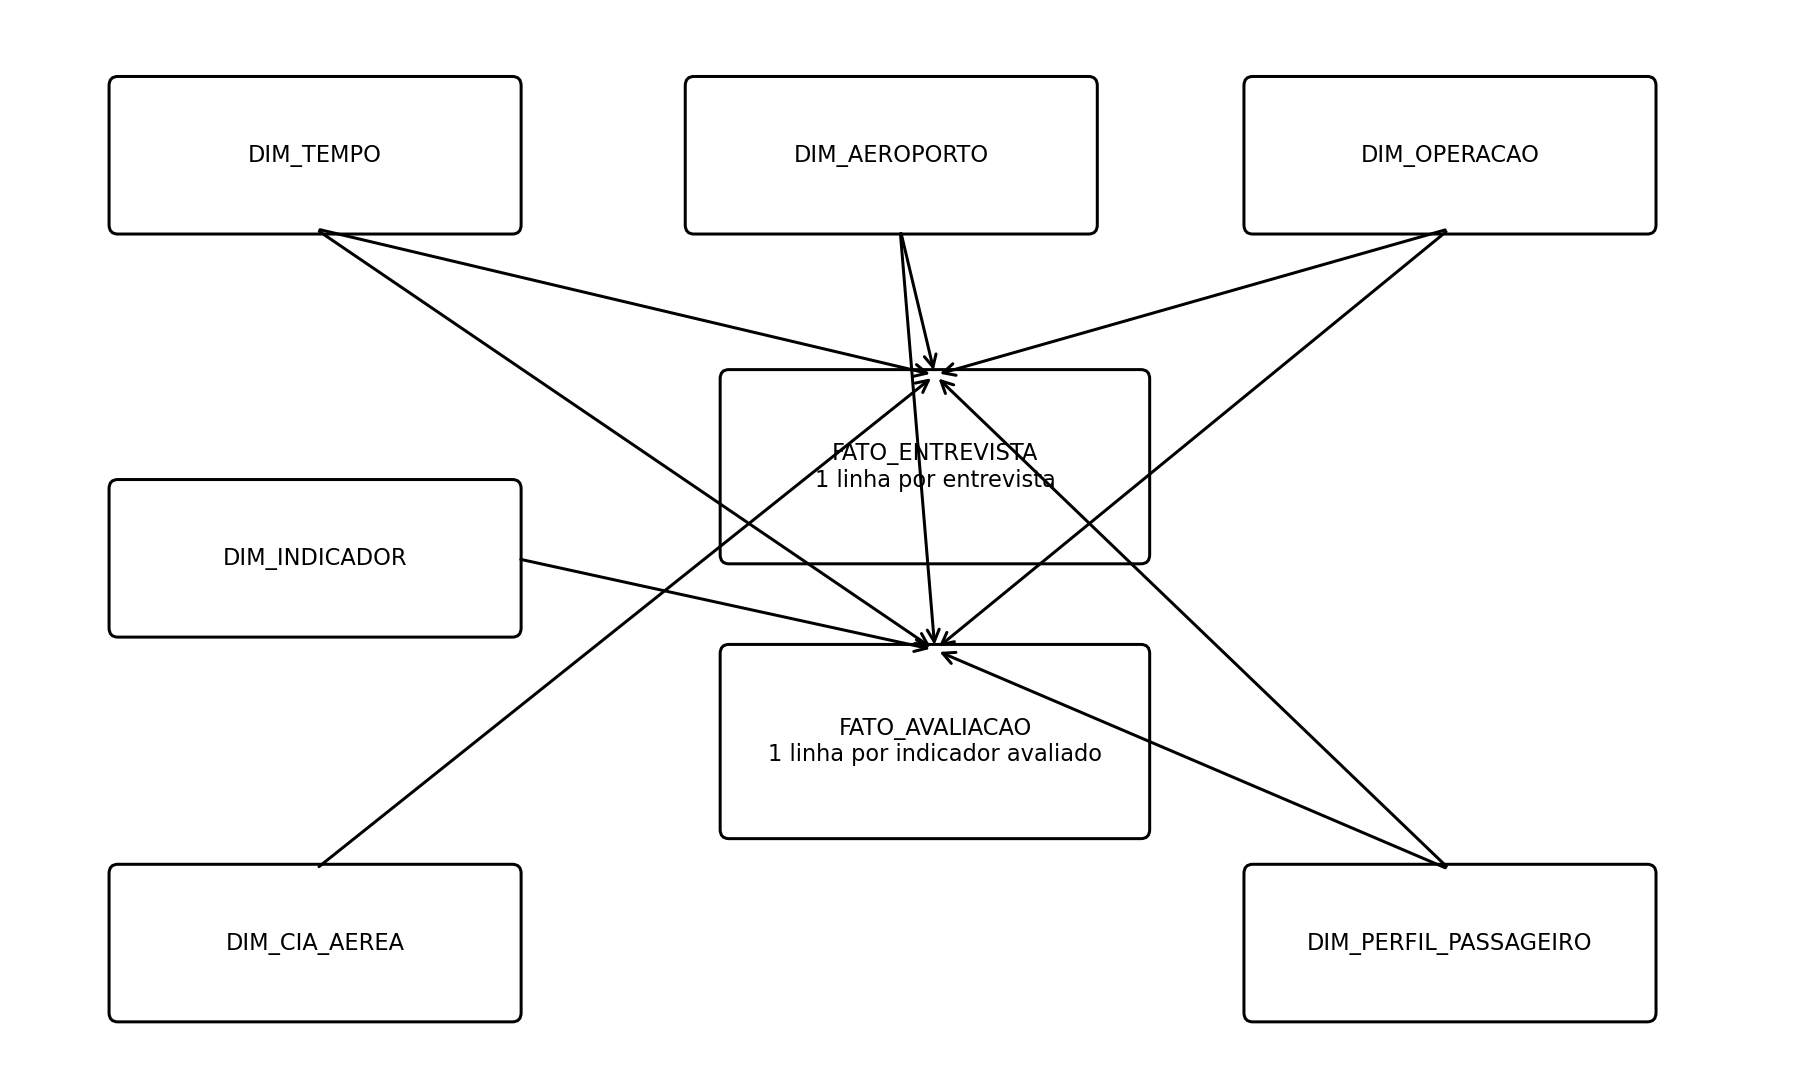 DIM_TEMPO
DIM_AEROPORTO
DIM_OPERACAO
FATO_ENTREVISTA
1 linha por entrevista
DIM_INDICADOR
FATO_AVALIACAO
1 linha por indicador avaliado
DIM_CIA_AEREA
DIM_PERFIL_PASSAGEIRO